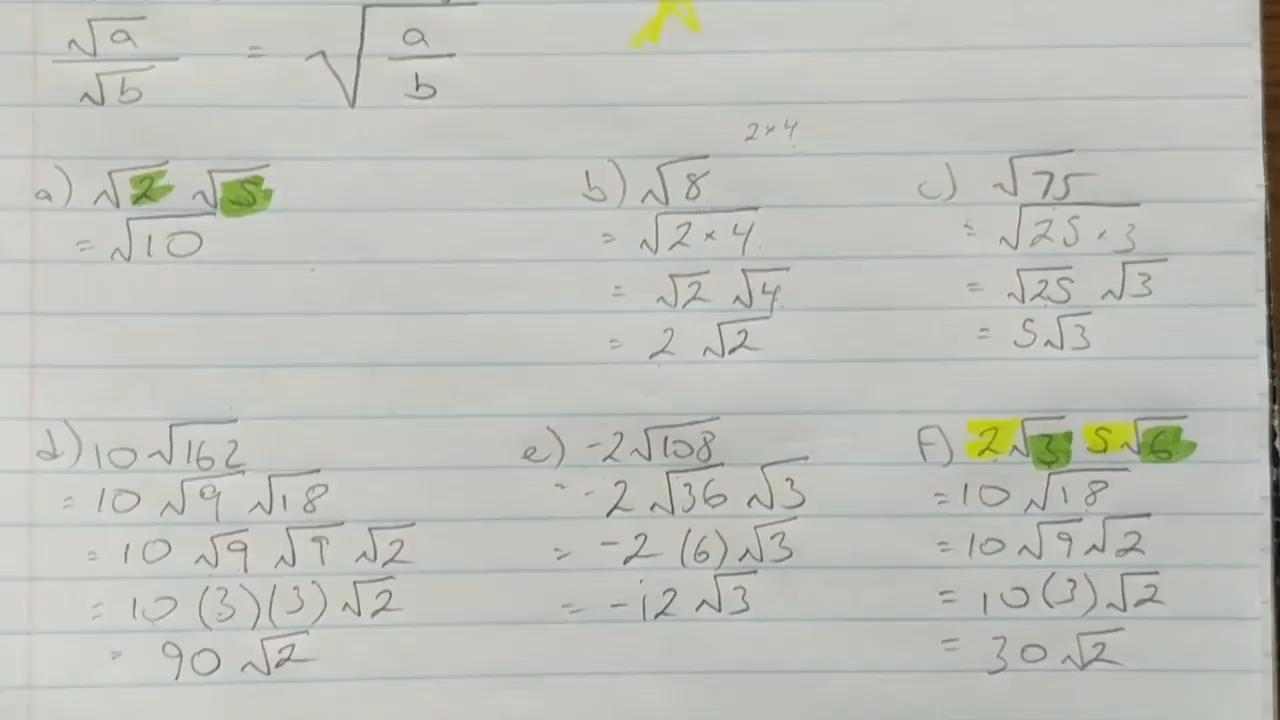 √a / √b = √(a/b)
2 × 4
a) √2 √5
= √10
b) √8
= √2 × 4
= √2 √4
= 2 √2
c) √75
= √25 · 3
= √25 √3
= 5√3
d) 10√162
= 10 √9 √18
= 10 √9 √9 √2
= 10 (3)(3)√2
= 90 √2
e) -2√108
= -2 √36 √3
= -2 (6)√3
= -12 √3
F) 2√3 5√6
= 10 √18
= 10 √9 √2
= 10(3)√2
= 30 √2